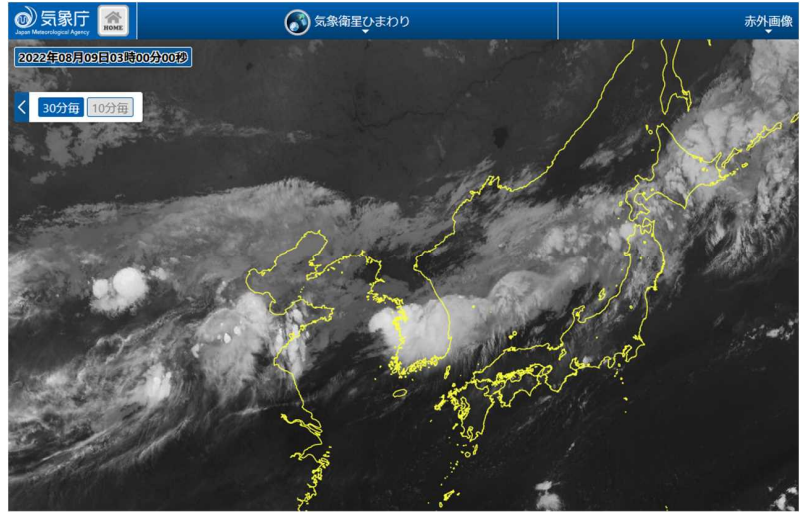 気象庁
Japan Meteorological Agency
HOME
気象衛星ひまわり
赤外画像
2022年08月09日03時00分00秒
30分毎
10分毎